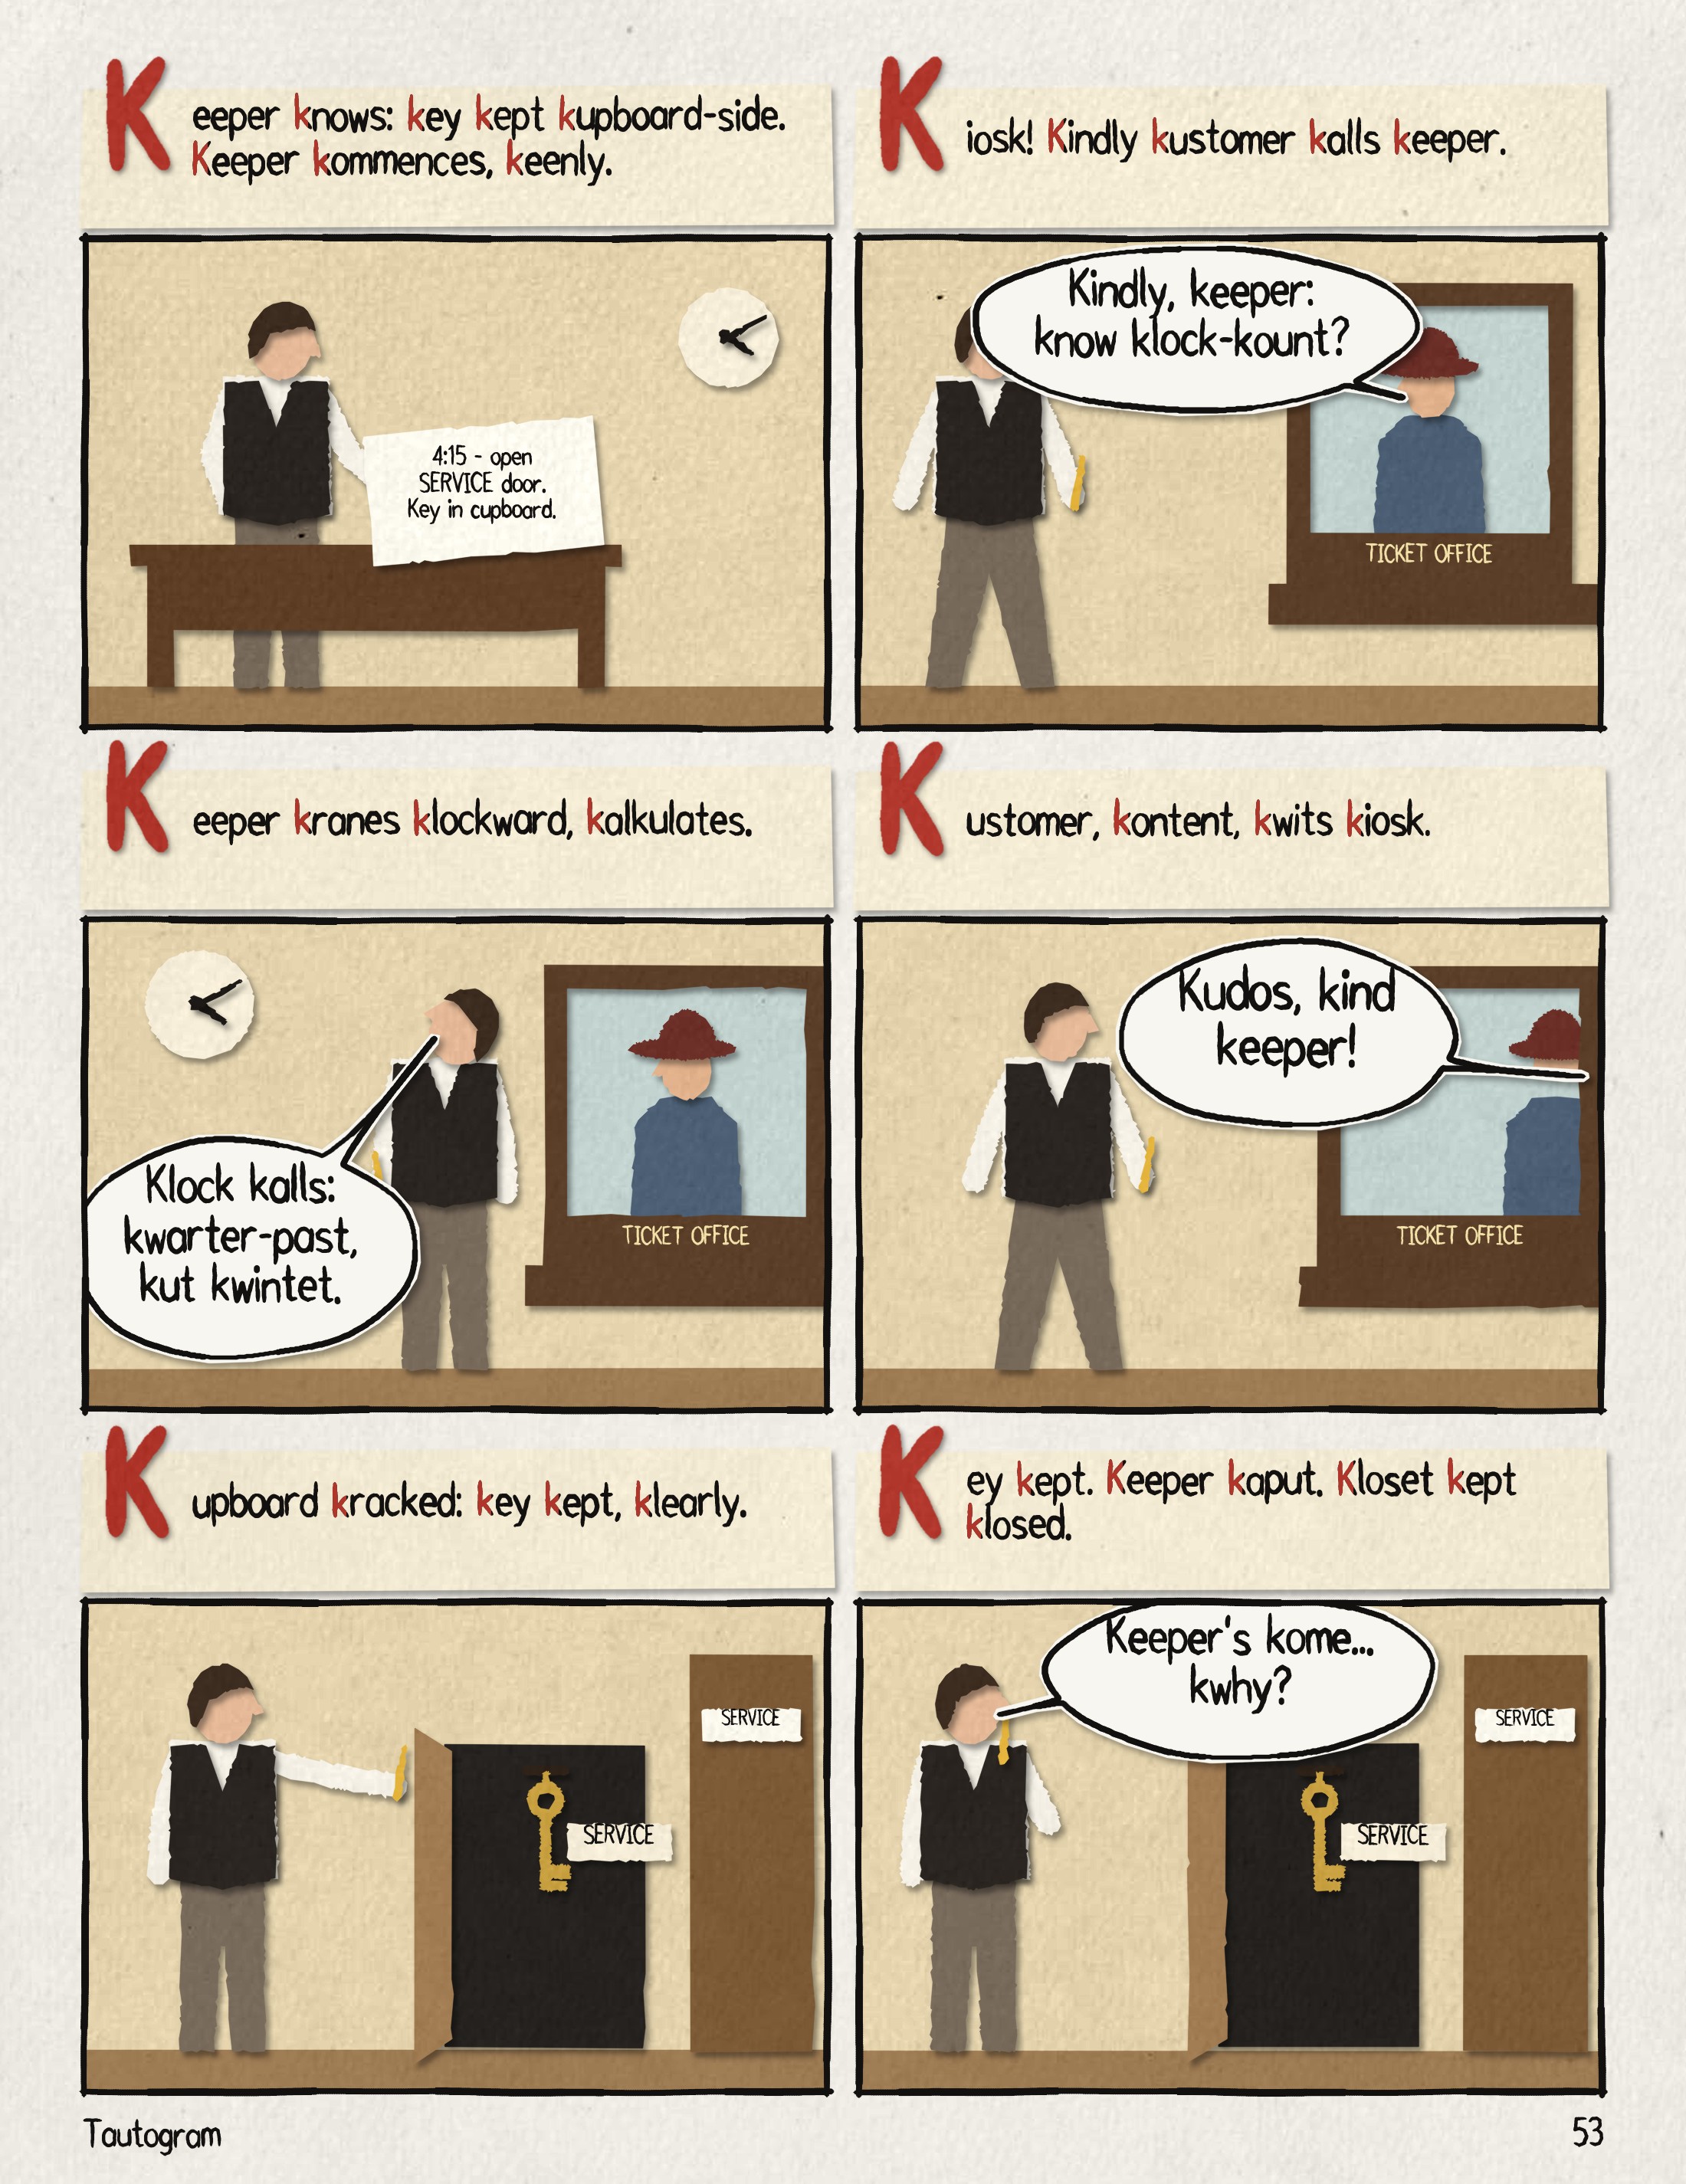 Keeper knows: key kept kupboard-side.
Keeper kommences, keenly.
4:15 - open
SERVICE door.
Key in cupboard.
Kiosk! Kindly kustomer kalls keeper.
Kindly, keeper:
know klock-kount?
TICKET OFFICE
Keeper kranes klockward, kalkulates.
Klock kalls:
kwarter-past,
kut kwintet.
TICKET OFFICE
Kustomer, kontent, kwits kiosk.
Kudos, kind
keeper!
TICKET OFFICE
Kupboard kracked: key kept, klearly.
SERVICE
SERVICE
Key kept. Keeper kaput. Kloset kept
klosed.
Keeper's kome...
kwhy?
SERVICE
SERVICE
Tautogram
53